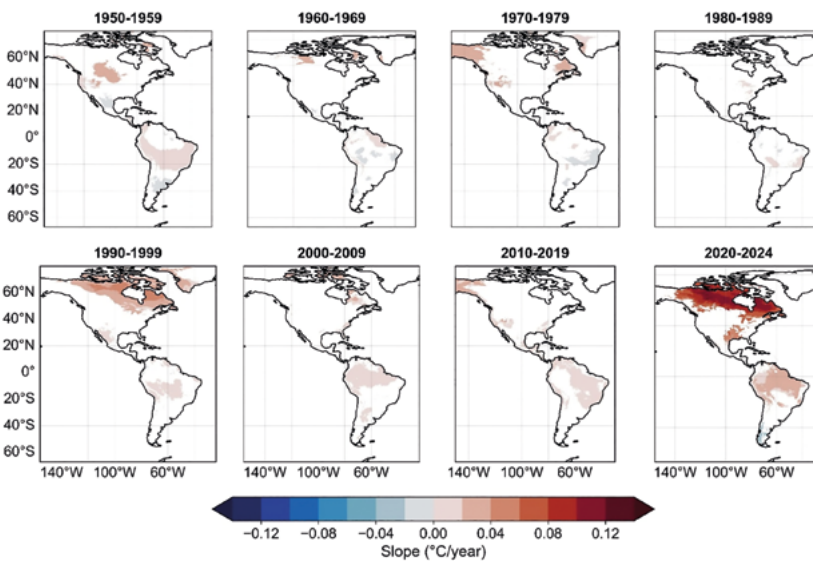 1950-1959 1960-1969 1970-1979 1980-1989
60°N
40°N
20°N
0°
20°S
40°S
60°S
1990-1999 2000-2009 2010-2019 2020-2024
60°N
40°N
20°N
0°
20°S
40°S
60°S
140°W 100°W 60°W 140°W 100°W 60°W 140°W 100°W 60°W 140°W 100°W 60°W
−0.12 −0.08 −0.04 0.00 0.04 0.08 0.12
Slope (°C/year)